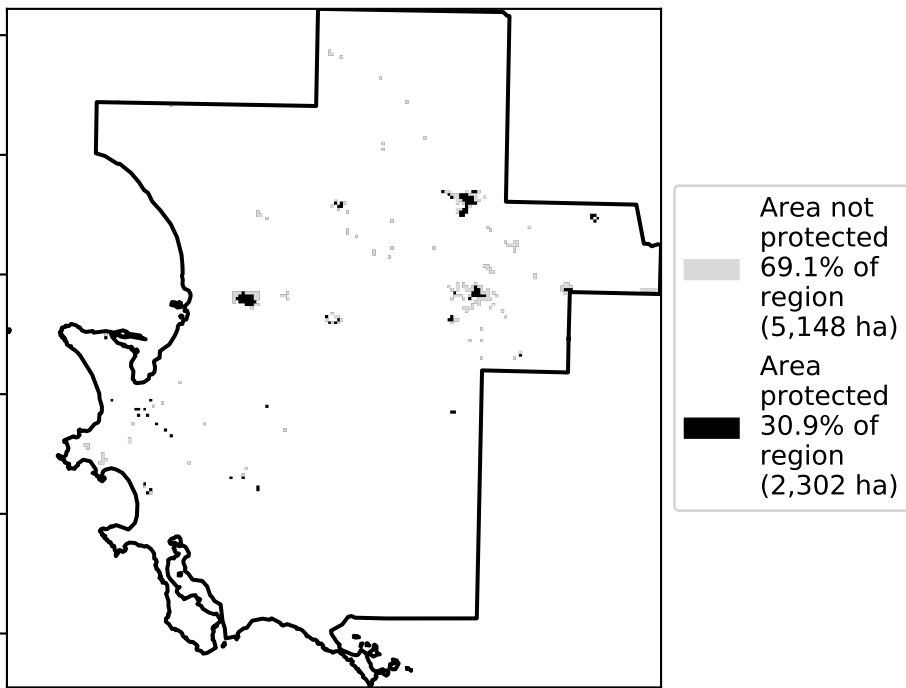 Area not
protected
69.1% of
region
(5,148 ha)
Area
protected
30.9% of
region
(2,302 ha)